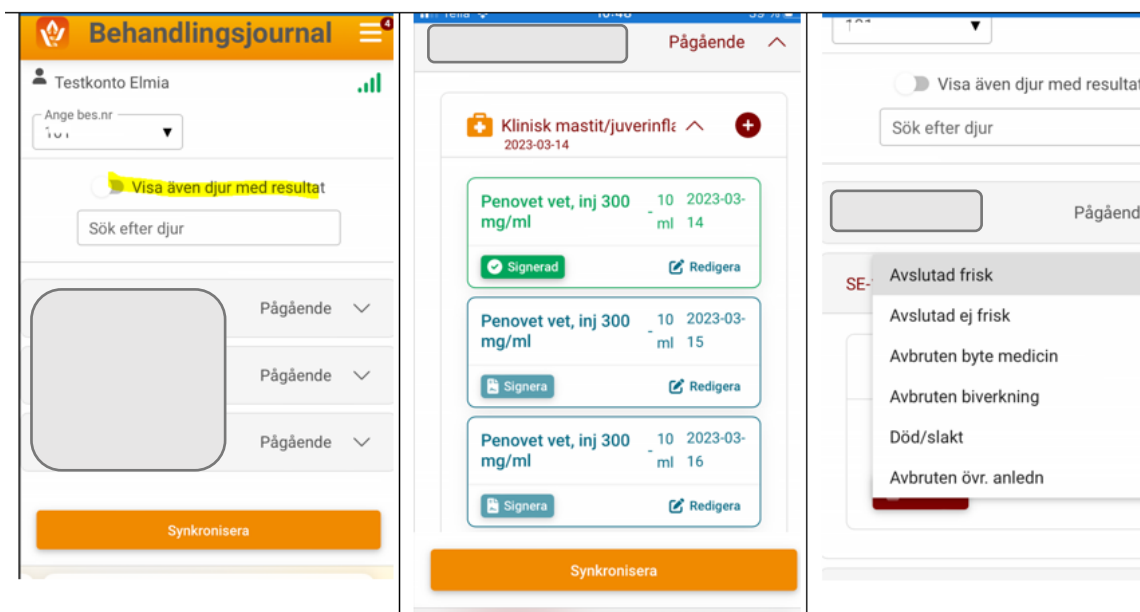 Behandlingsjournal
4
Testkonto Elmia
Ange bes.nr
Visa även djur med resultat
Sök efter djur
Pågående
Pågående
Pågående
Synkronisera
Pågående
Klinisk mastit/juverinfla
2023-03-14
Penovet vet, inj 300 mg/ml - 10 ml 2023-03-14
Signerad Redigera
Penovet vet, inj 300 mg/ml - 10 ml 2023-03-15
Signera Redigera
Penovet vet, inj 300 mg/ml - 10 ml 2023-03-16
Signera Redigera
Synkronisera
Visa även djur med resultat
Sök efter djur
Pågåend
SE-
Avslutad frisk
Avslutad ej frisk
Avbruten byte medicin
Avbruten biverkning
Död/slakt
Avbruten övr. anledn